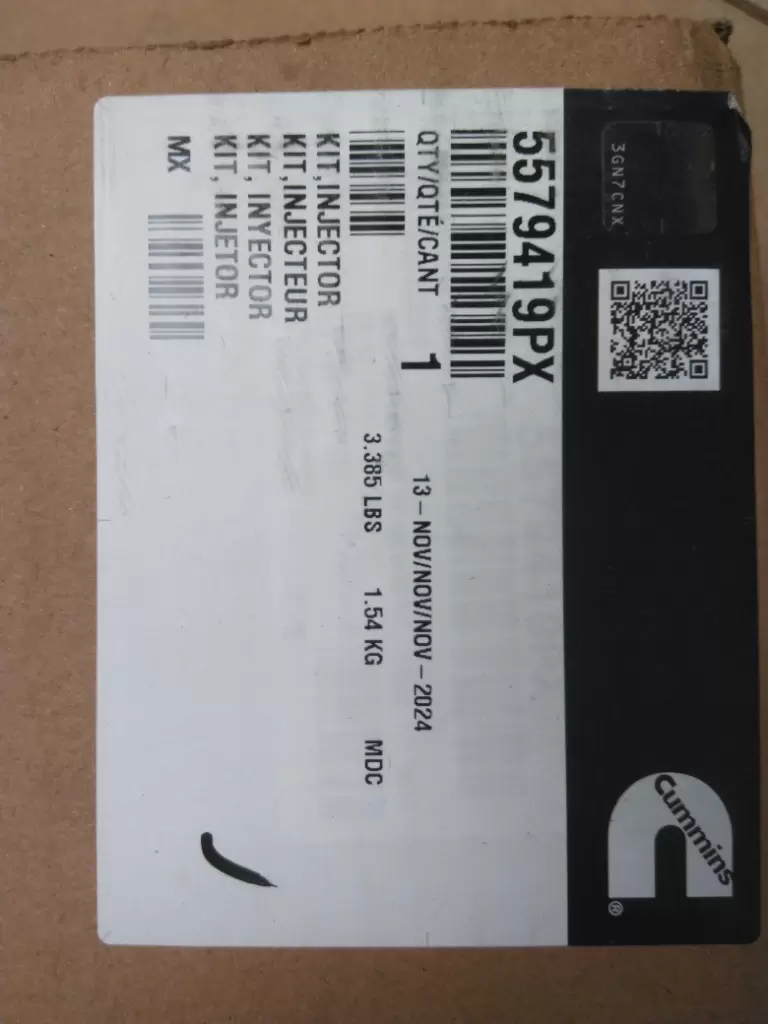 3GN7CNX
Cummins
®
5579419PX
QTY/QTÉ/CANT 1 13-NOV/NOV/NOV-2024
3.385 LBS 1.54 KG MDC
KIT,INJECTOR
KIT,INJECTEUR
KIT, INYECTOR
KIT, INJETOR
MX